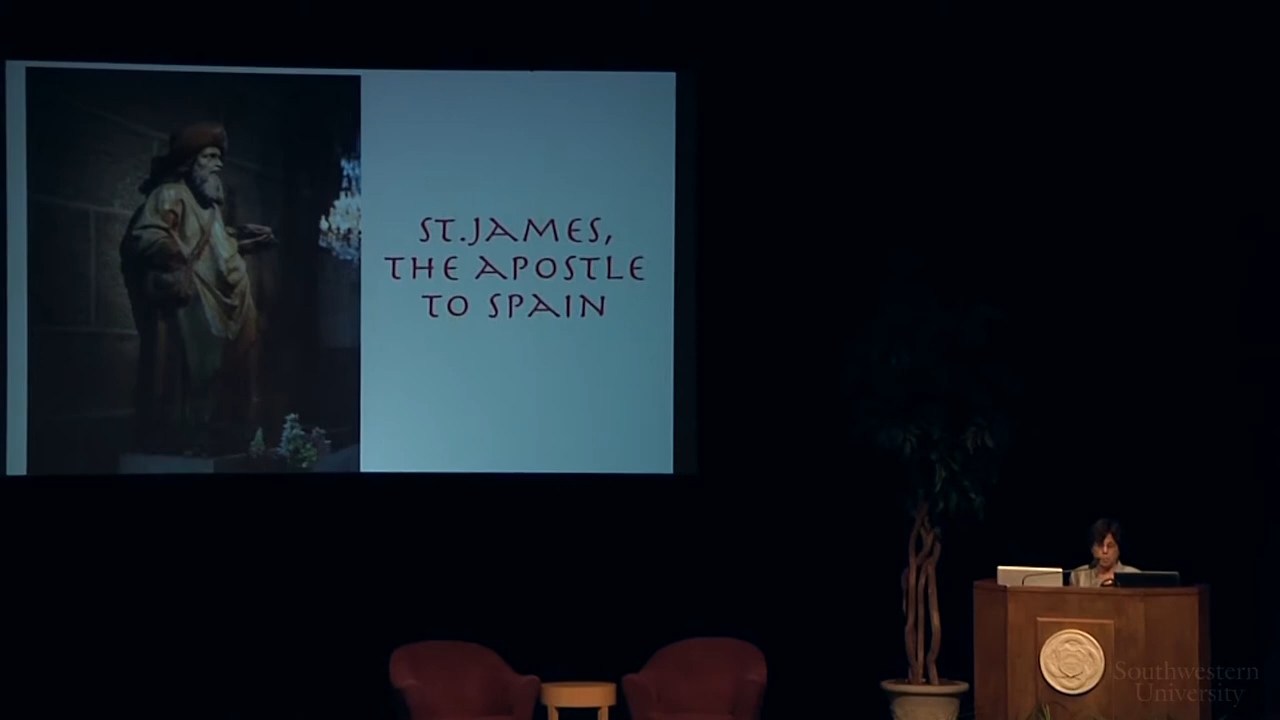 ST.JAMES,
THE APOSTLE
TO SPAIN
Southwestern
University